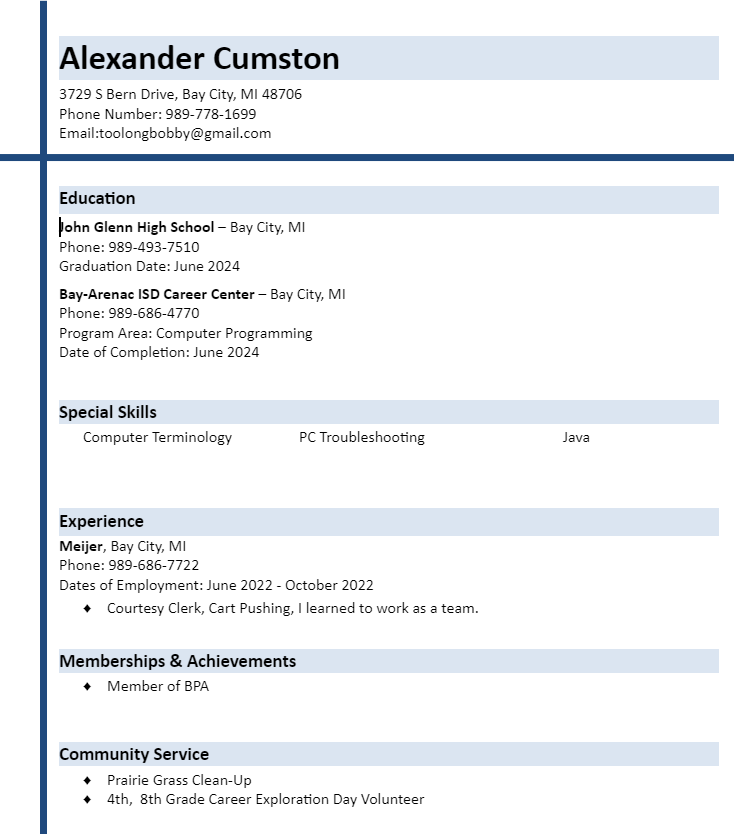 Alexander Cumston
3729 S Bern Drive, Bay City, MI 48706
Phone Number: 989-778-1699
Email:toolongbobby@gmail.com
Education
John Glenn High School – Bay City, MI
Phone: 989-493-7510
Graduation Date: June 2024
Bay-Arenac ISD Career Center – Bay City, MI
Phone: 989-686-4770
Program Area: Computer Programming
Date of Completion: June 2024
Special Skills
Computer Terminology PC Troubleshooting Java
Experience
Meijer, Bay City, MI
Phone: 989-686-7722
Dates of Employment: June 2022 - October 2022
♦ Courtesy Clerk, Cart Pushing, I learned to work as a team.
Memberships & Achievements
♦ Member of BPA
Community Service
♦ Prairie Grass Clean-Up
♦ 4th,  8th Grade Career Exploration Day Volunteer